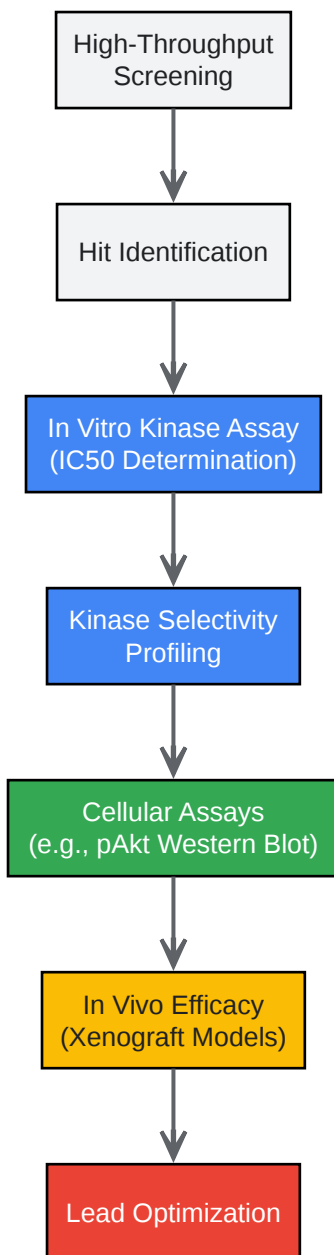 High-Throughput
Screening
Hit Identification
In Vitro Kinase Assay
(IC50 Determination)
Kinase Selectivity
Profiling
Cellular Assays
(e.g., pAkt Western Blot)
In Vivo Efficacy
(Xenograft Models)
Lead Optimization